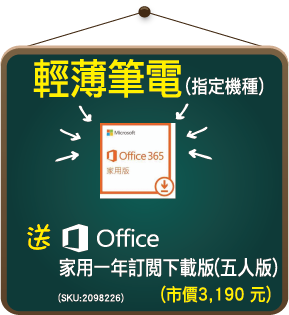 輕薄筆電(指定機種)
Microsoft
Office 365
家用版
送 Office
家用一年訂閱下載版(五人版)
(SKU:2098226) (市價3,190 元)